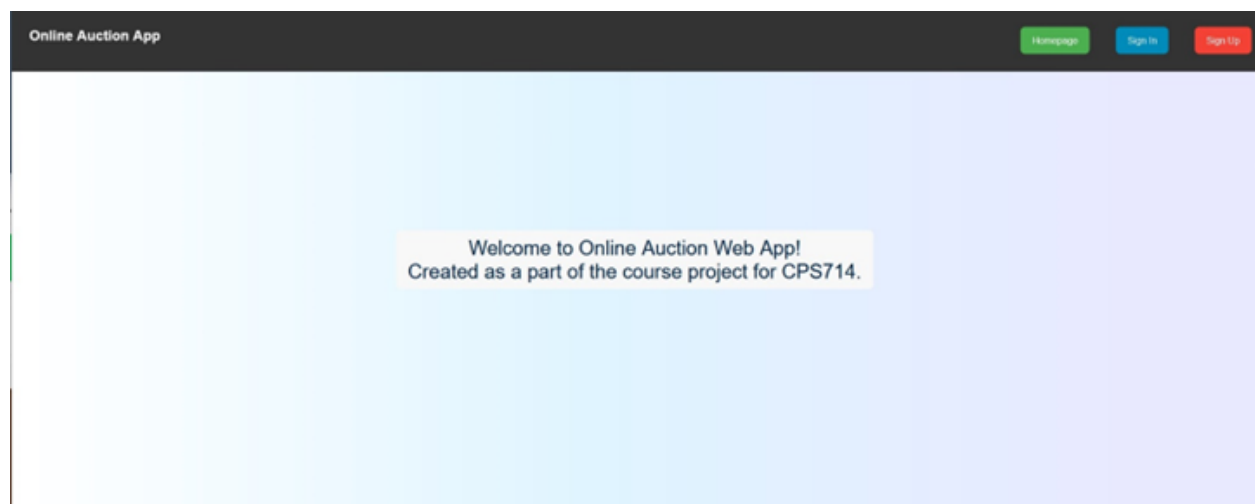 Online Auction App
Homepage
Sign In
Sign Up
Welcome to Online Auction Web App!
Created as a part of the course project for CPS714.